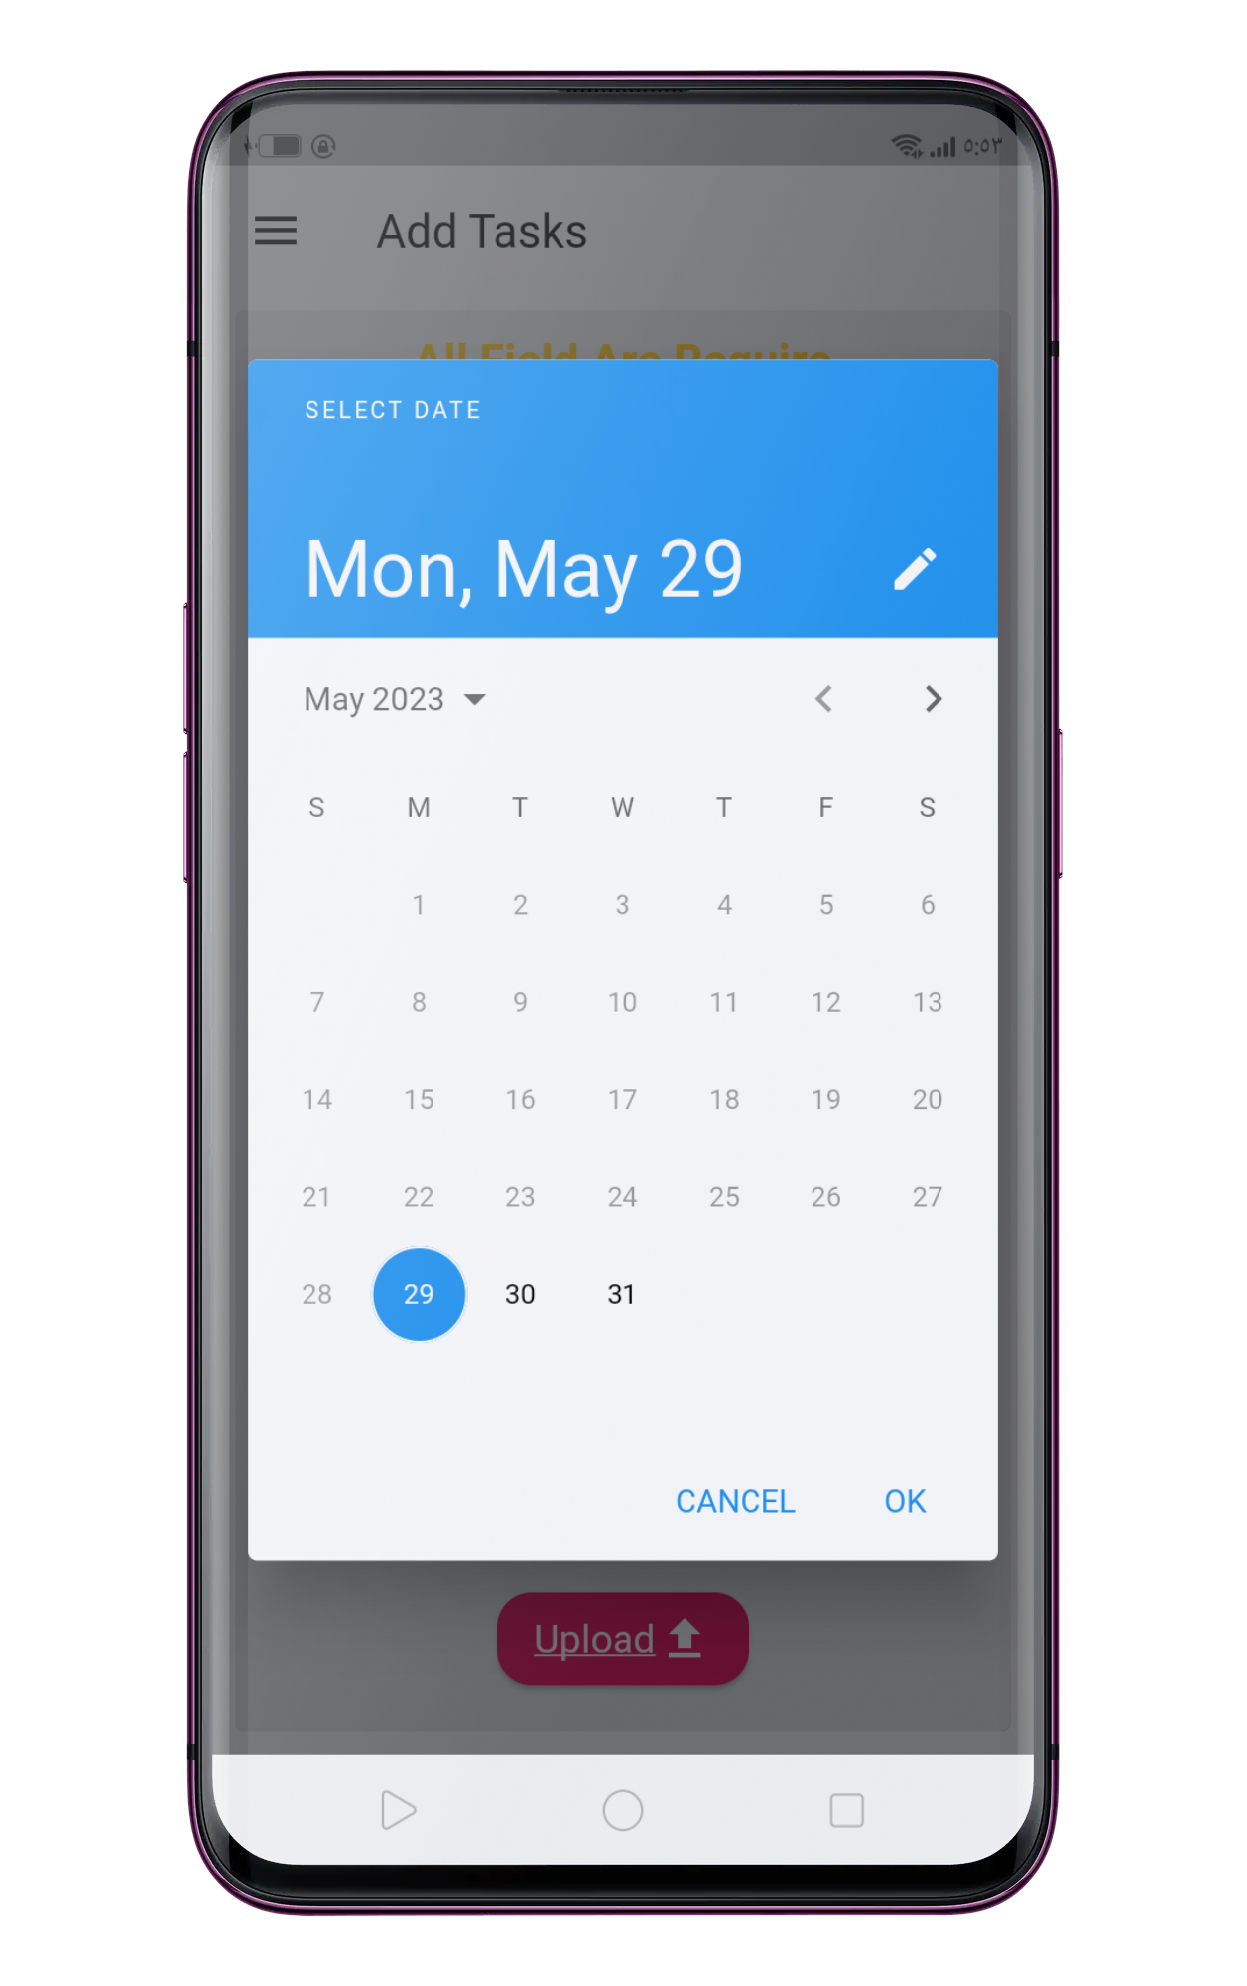 ٥:٥٣
Add Tasks
All Field Are Require
SELECT DATE
Mon, May 29
May 2023
S M T W T F S
1 2 3 4 5 6
7 8 9 10 11 12 13
14 15 16 17 18 19 20
21 22 23 24 25 26 27
28 29 30 31
CANCEL OK
Upload